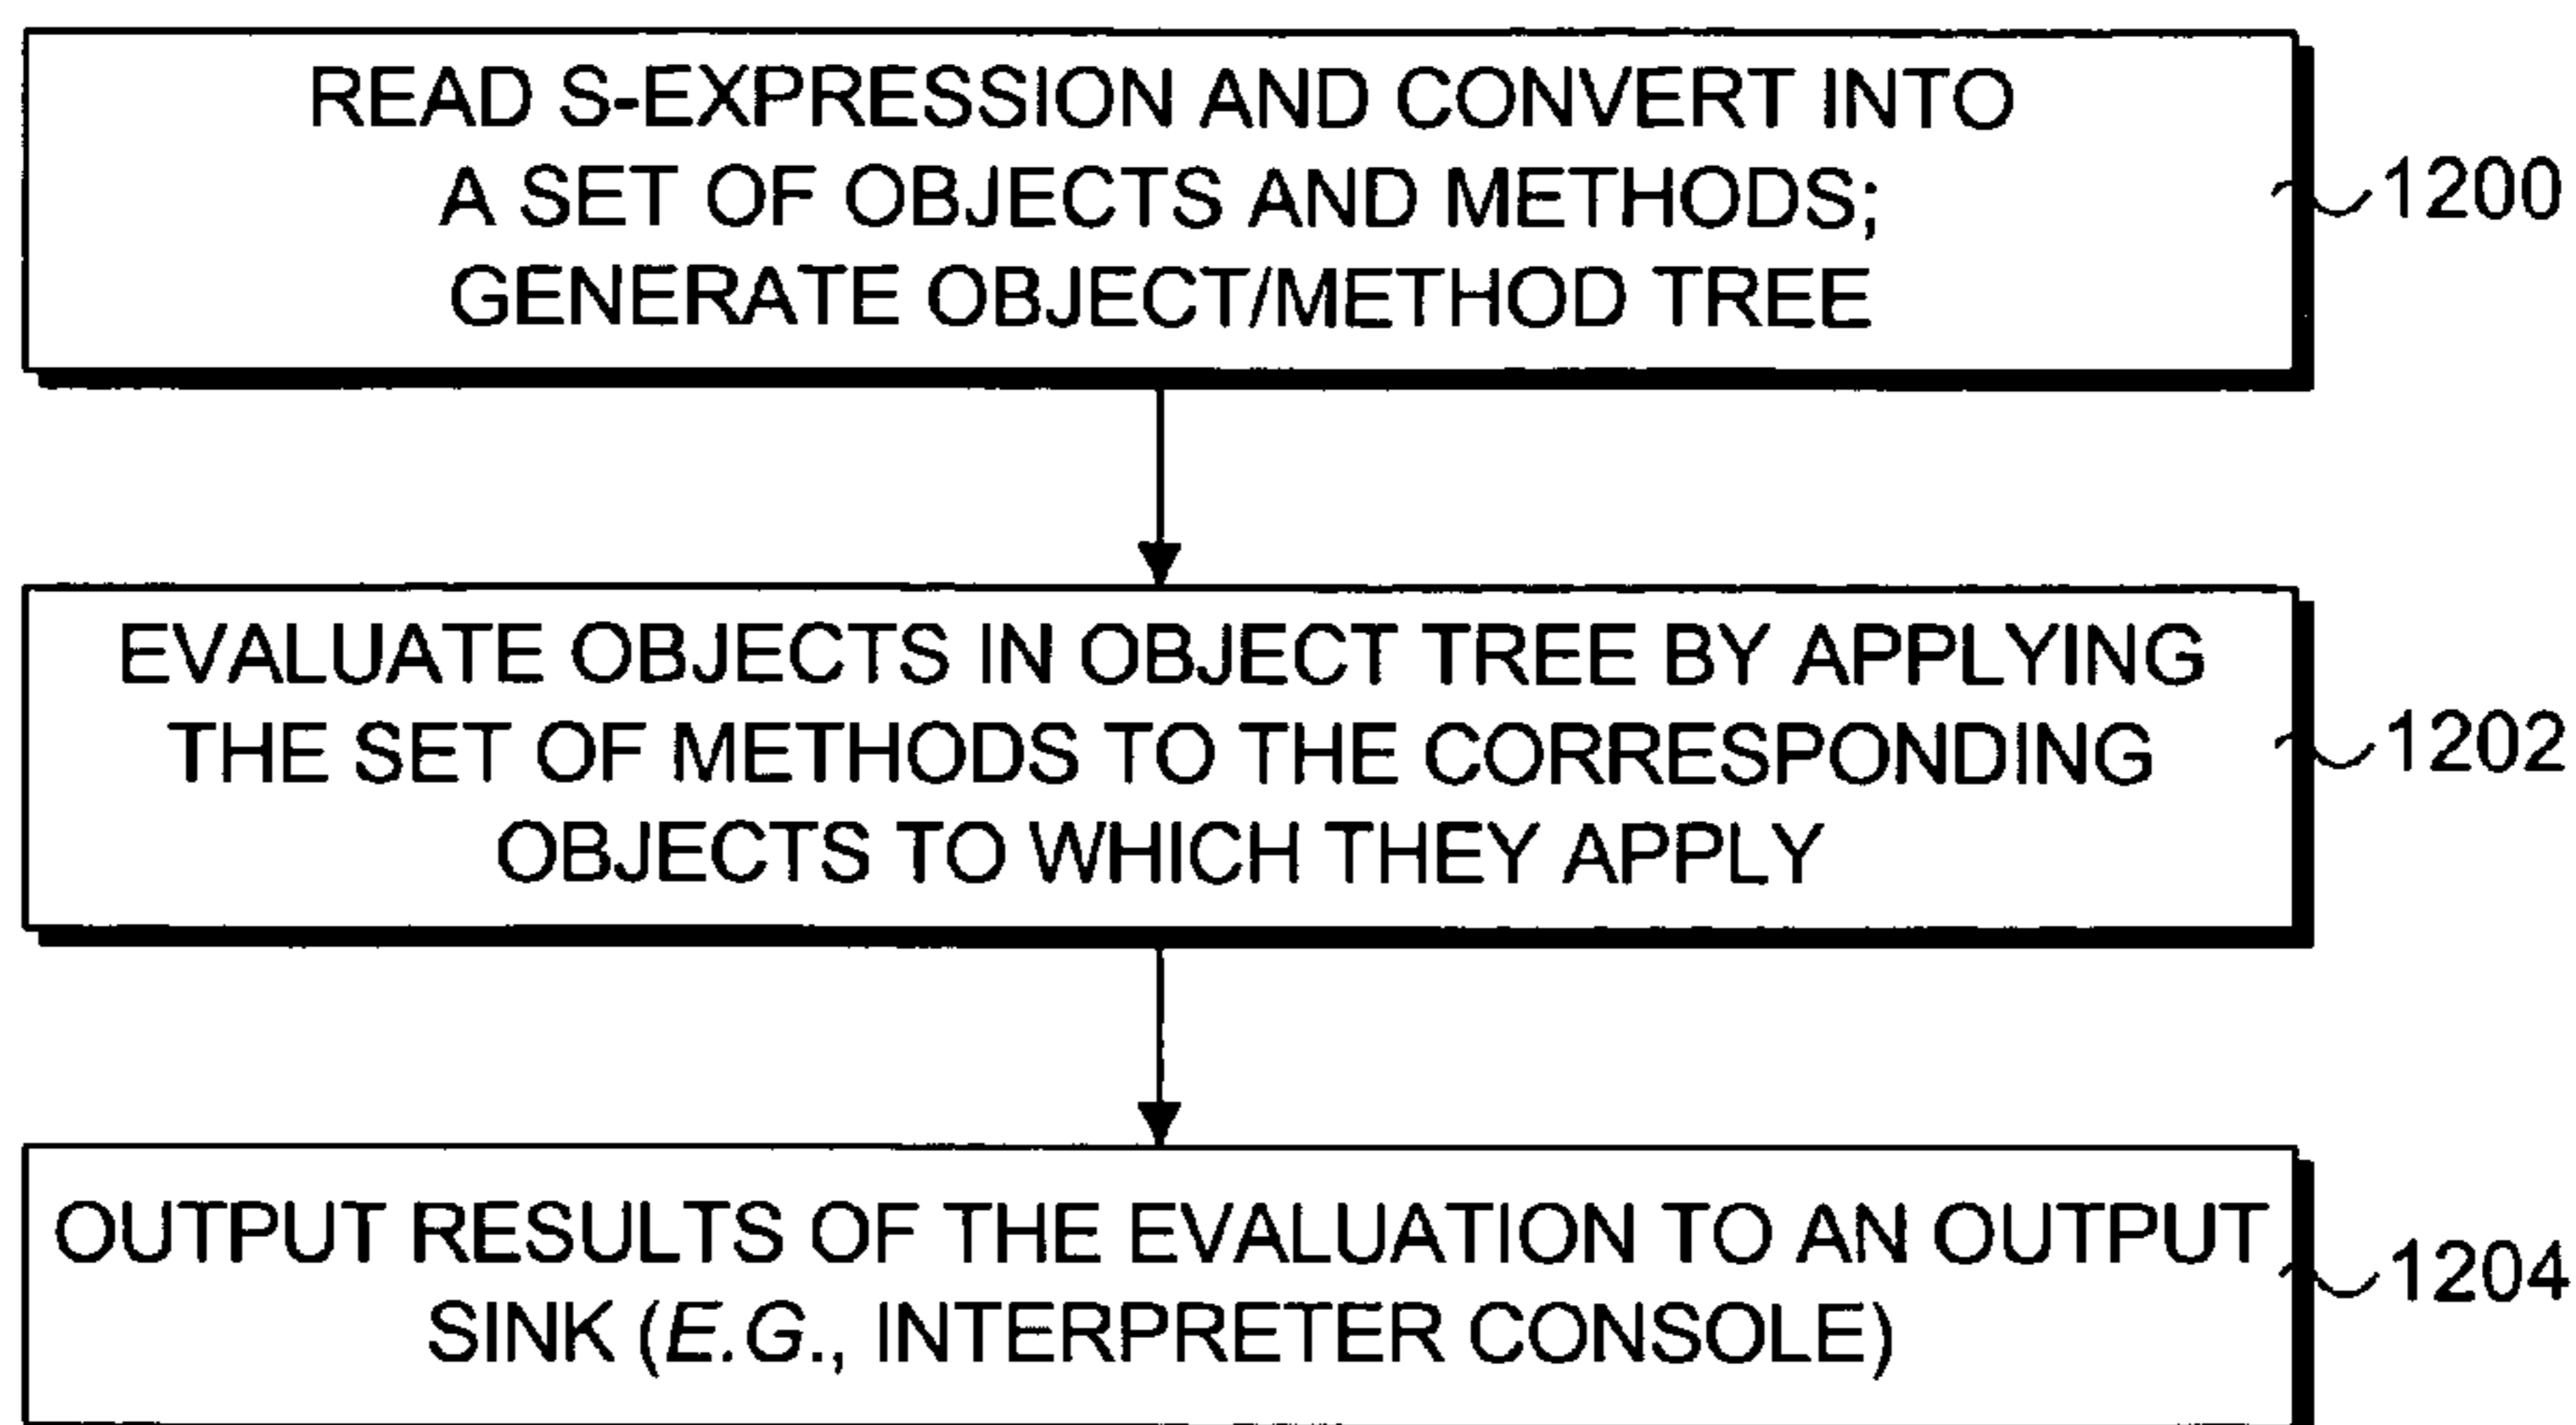 READ S-EXPRESSION AND CONVERT INTO
A SET OF OBJECTS AND METHODS;
GENERATE OBJECT/METHOD TREE
1200
EVALUATE OBJECTS IN OBJECT TREE BY APPLYING
THE SET OF METHODS TO THE CORRESPONDING
OBJECTS TO WHICH THEY APPLY
1202
OUTPUT RESULTS OF THE EVALUATION TO AN OUTPUT
SINK (E.G., INTERPRETER CONSOLE)
1204